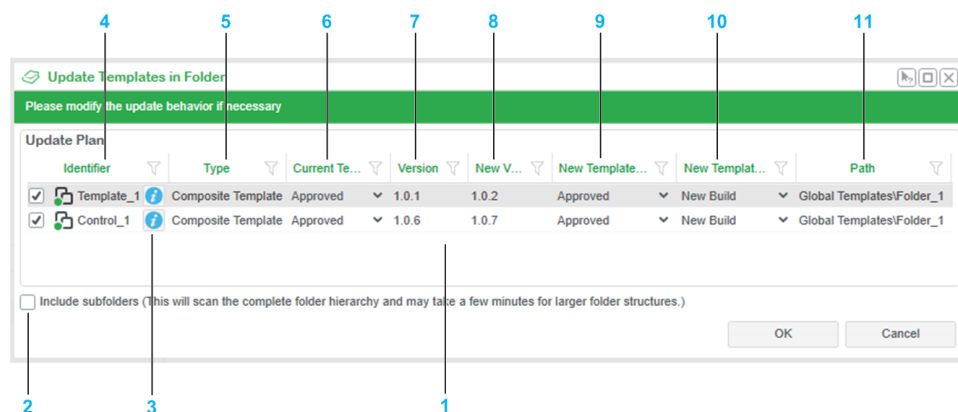 4 5 6 7 8 9 10 11
Update Templates in Folder
Please modify the update behavior if necessary
Update Plan
Identifier Type Current Te... Version New V... New Template... New Templat... Path
Template_1 Composite Template Approved 1.0.1 1.0.2 Approved New Build Global Templates\Folder_1
Control_1 Composite Template Approved 1.0.6 1.0.7 Approved New Build Global Templates\Folder_1
Include subfolders (This will scan the complete folder hierarchy and may take a few minutes for larger folder structures.)
OK Cancel
2 3 1